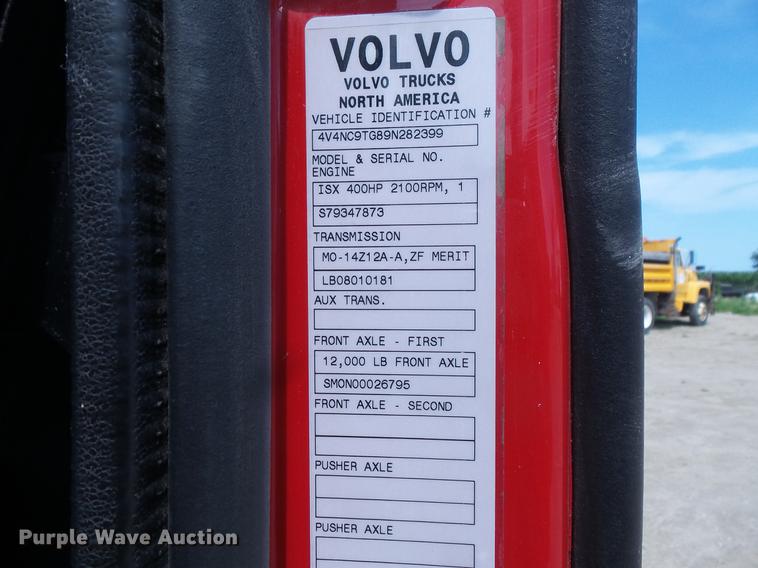 VOLVO
VOLVO TRUCKS
NORTH AMERICA
VEHICLE IDENTIFICATION #
4V4NC9TG89N282399
MODEL & SERIAL NO.
ENGINE
ISX 400HP 2100RPM, 1
S79347873
TRANSMISSION
MO-14Z12A-A,ZF MERIT
LB08010181
AUX TRANS.
FRONT AXLE - FIRST
12,000 LB FRONT AXLE
SMON00026795
FRONT AXLE - SECOND
PUSHER AXLE
PUSHER AXLE
Purple Wave Auction®